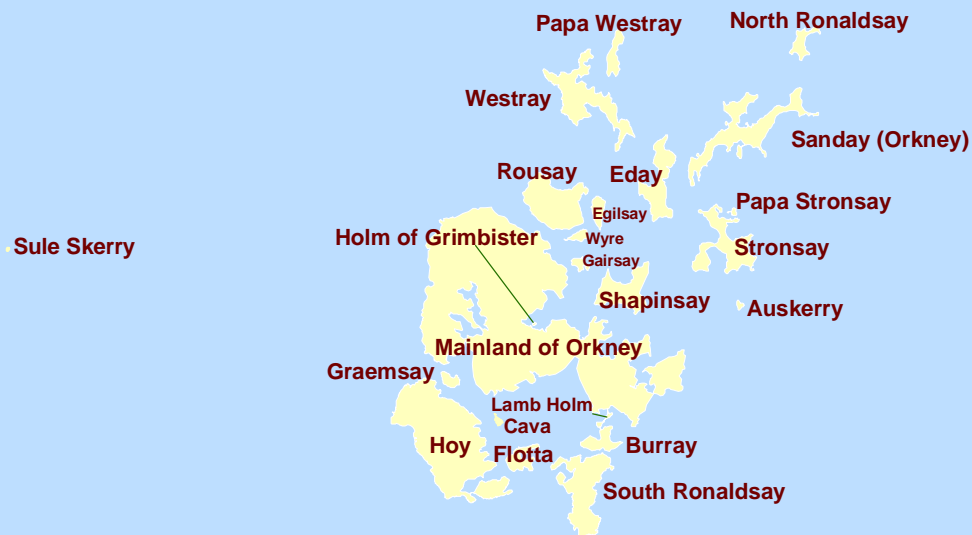 Papa Westray
North Ronaldsay
Westray
Sanday (Orkney)
Rousay
Eday
Papa Stronsay
Egilsay
Holm of Grimbister
Wyre
Sule Skerry
Stronsay
Gairsay
Shapinsay
Auskerry
Mainland of Orkney
Graemsay
Lamb Holm
Cava
Hoy
Flotta
Burray
South Ronaldsay